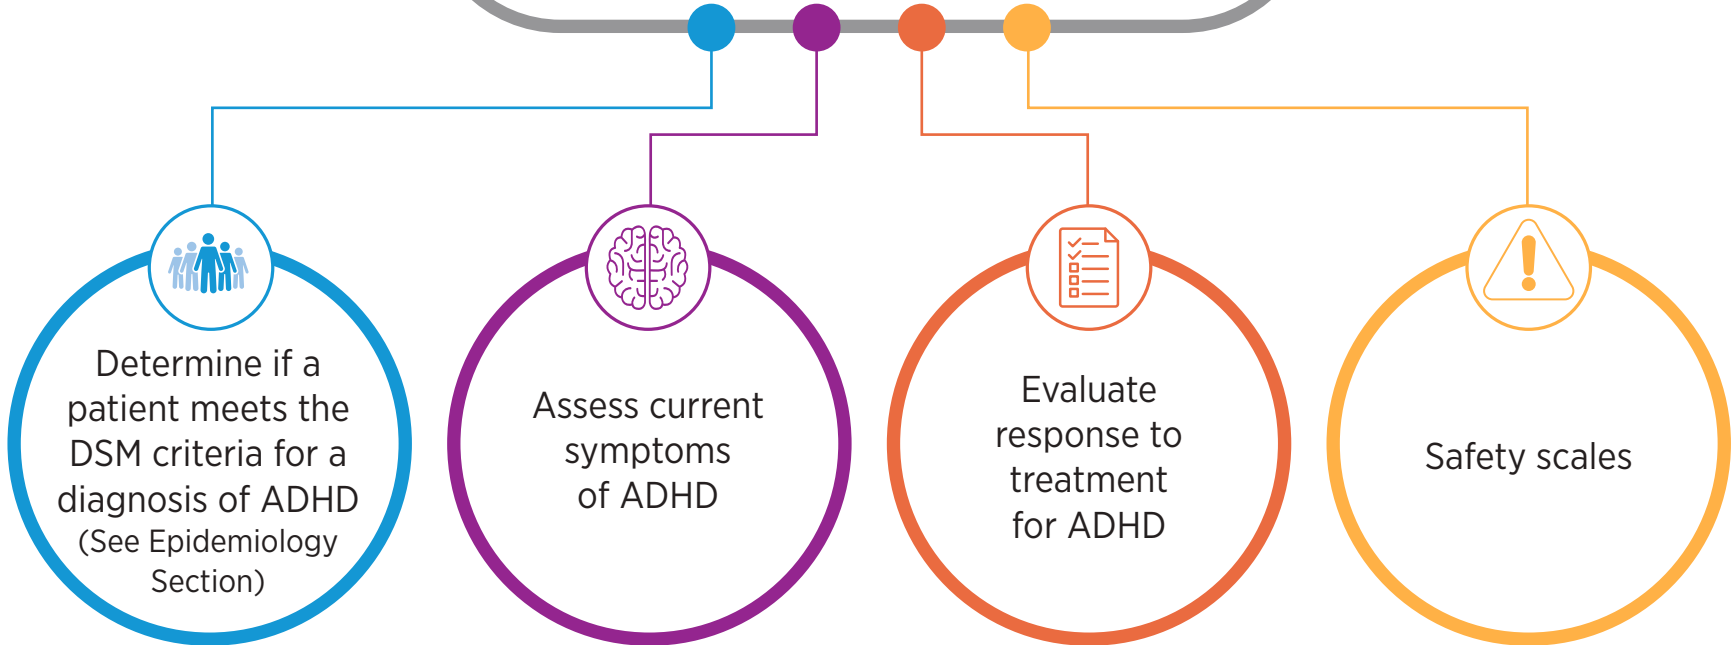 Determine if a
patient meets the
DSM criteria for a
diagnosis of ADHD
(See Epidemiology
Section)
Assess current
symptoms
of ADHD
Evaluate
response to
treatment
for ADHD
Safety scales